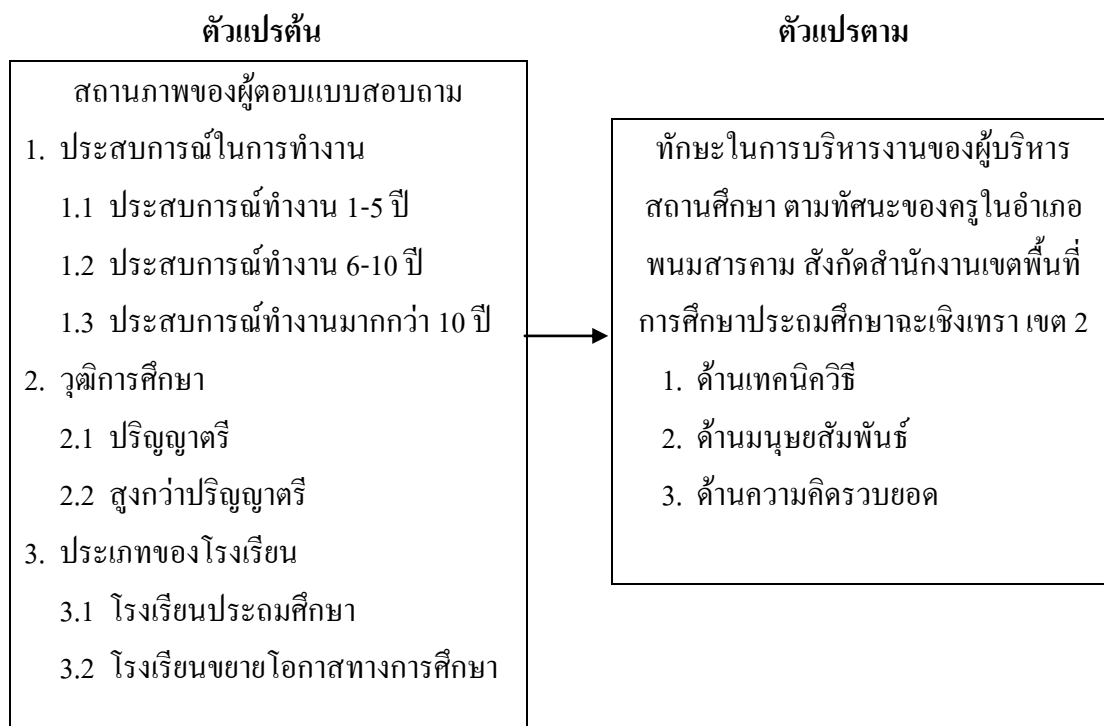 ตัวแปรต้น
สถานภาพของผู้ตอบแบบสอบถาม
1. ประสบการณ์ในการทำงาน
1.1 ประสบการณ์ทำงาน 1-5 ปี
1.2 ประสบการณ์ทำงาน 6-10 ปี
1.3 ประสบการณ์ทำงานมากกว่า 10 ปี
2. วุฒิการศึกษา
2.1 ปริญญาตรี
2.2 สูงกว่าปริญญาตรี
3. ประเภทของโรงเรียน
3.1 โรงเรียนประถมศึกษา
3.2 โรงเรียนขยายโอกาสทางการศึกษา
ตัวแปรตาม
ทักษะในการบริหารงานของผู้บริหาร
สถานศึกษา ตามทัศนะของครูในอำเภอ
พนมสารคาม สังกัดสำนักงานเขตพื้นที่
การศึกษาประถมศึกษาฉะเชิงเทรา เขต 2
1. ด้านเทคนิควิธี
2. ด้านมนุษยสัมพันธ์
3. ด้านความคิดรวบยอด